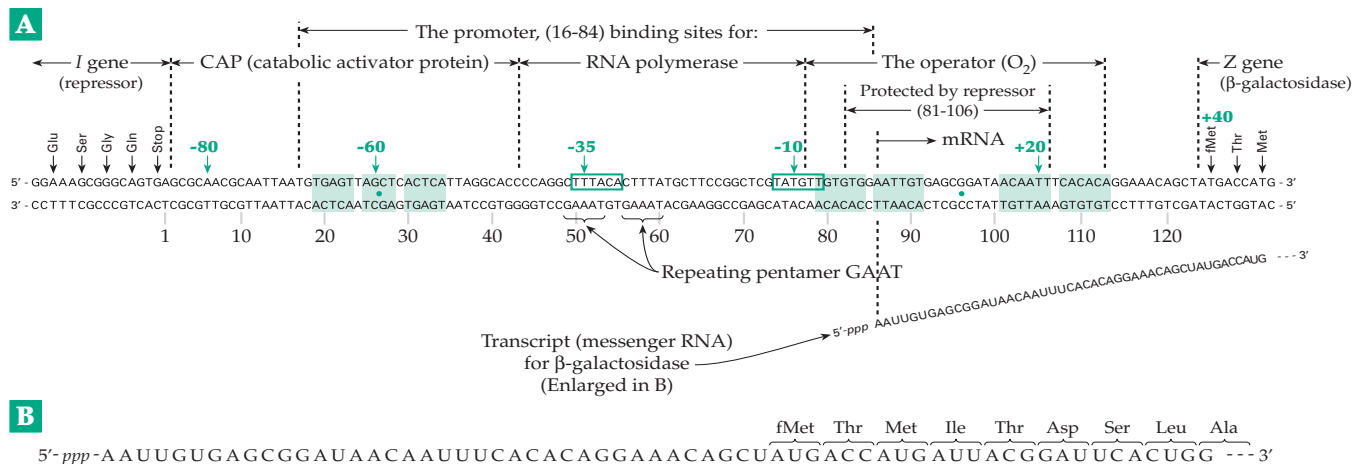 A
The promoter, (16-84) binding sites for:
I gene
(repressor)
CAP (catabolic activator protein)
RNA polymerase
The operator (O2)
Z gene
(β-galactosidase)
Protected by repressor
(81-106)
mRNA
Glu Ser Gly Gln Stop
-80 -60 -35 -10 +20 +40
fMet Thr Met
5′ - GGAAAGCGGGCAGTGAGCGCAACGCAATTAATGTGAGTTAGCTCACTCATTAGGCACCCCAGGCTTTACACTTTATGCTTCCGGCTCGTATGTTGTGTGGAATTGTGAGCGGATAACAATTTCACACAGGAAACAGCTATGACCATG - 3′
3′ - CCTTTCGCCCGTCACTCGCGTTGCGTTAATTACACTCAATCGAGTGAGTAATCCGTGGGGTCCGAAATGTGAAATACGAAGGCCGAGCATACAACACACCTTAACACTCGCCTATTGTTAAAGTGTGTCCTTTGTCGATACTGGTAC - 5′
1 10 20 30 40 50 60 70 80 90 100 110 120
Repeating pentamer GAAT
5′-ppp AAUUGUGAGCGGAUAACAAUUUCACACAGGAAACAGCUAUGACCAUG --- 3′
Transcript (messenger RNA)
for β-galactosidase
(Enlarged in B)
B
fMet Thr Met Ile Thr Asp Ser Leu Ala
5′- ppp -AAUUGUGAGCGGAUAACAAUUUCACACAGGAAACAGCUAUGACCAUGAUUACGGAUUCACUGG --- 3′